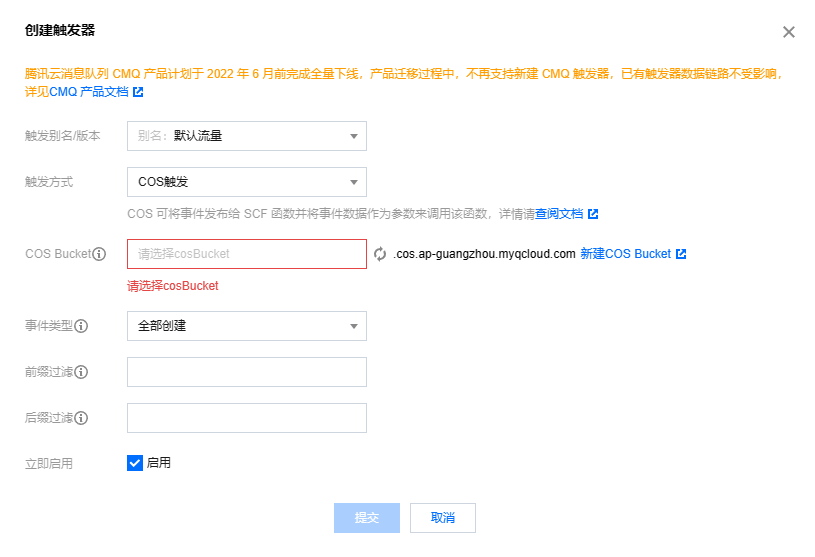 创建触发器
腾讯云消息队列 CMQ 产品计划于 2022 年 6 月前完成全量下线，产品迁移过程中，不再支持新建 CMQ 触发器，已有触发器数据链路不受影响，
详见CMQ 产品文档
触发别名/版本 别名：默认流量
触发方式 COS触发
COS 可将事件发布给 SCF 函数并将事件数据作为参数来调用该函数，详情请查阅文档
COS Bucket 请选择cosBucket .cos.ap-guangzhou.myqcloud.com 新建COS Bucket
请选择cosBucket
事件类型 全部创建
前缀过滤
后缀过滤
立即启用 启用
提交 取消